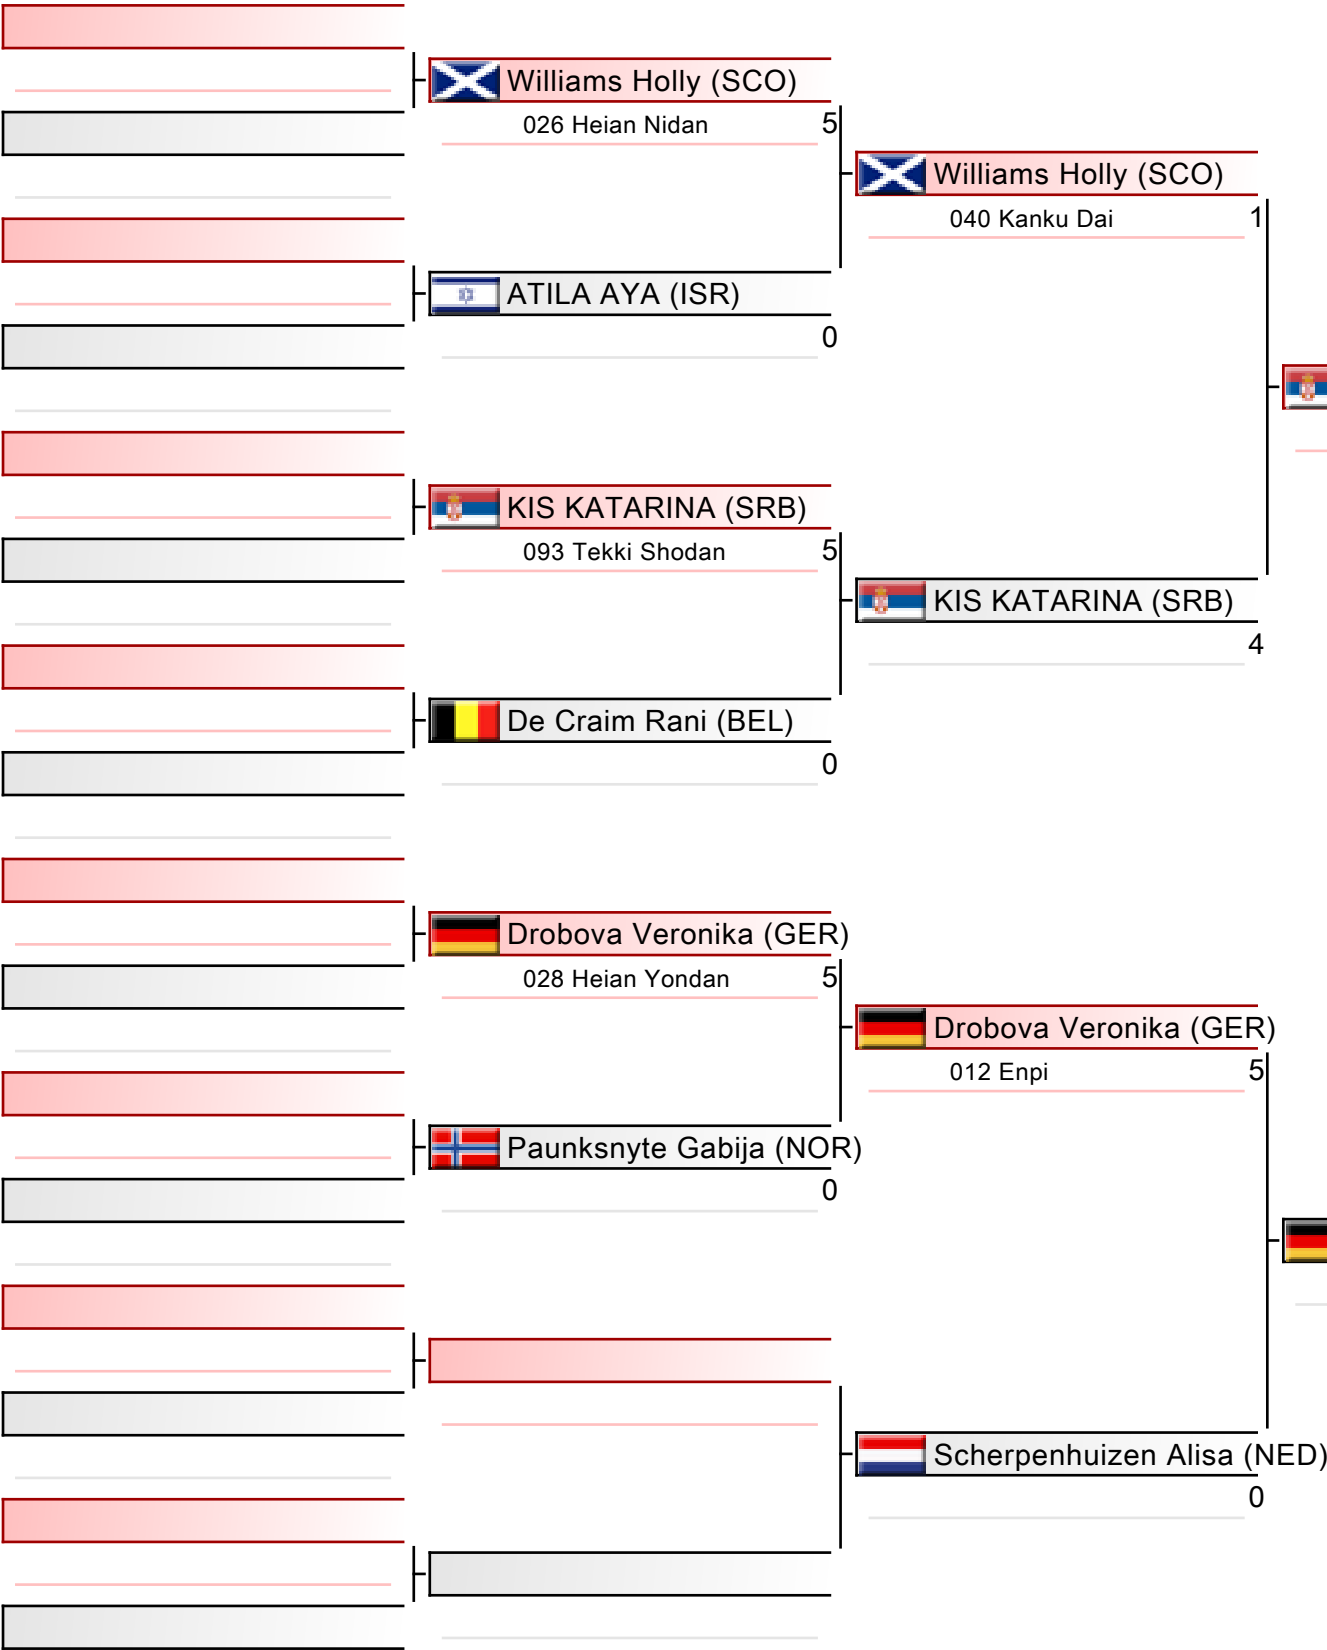 Williams Holly (SCO)
026 Heian Nidan 5
Williams Holly (SCO)
040 Kanku Dai 1
ATILA AYA (ISR)
0
KIS KATARINA (SRB)
093 Tekki Shodan 5
KIS KATARINA (SRB)
4
De Craim Rani (BEL)
0
Drobova Veronika (GER)
028 Heian Yondan 5
Drobova Veronika (GER)
012 Enpi 5
Paunksnyte Gabija (NOR)
0
Scherpenhuizen Alisa (NED)
0